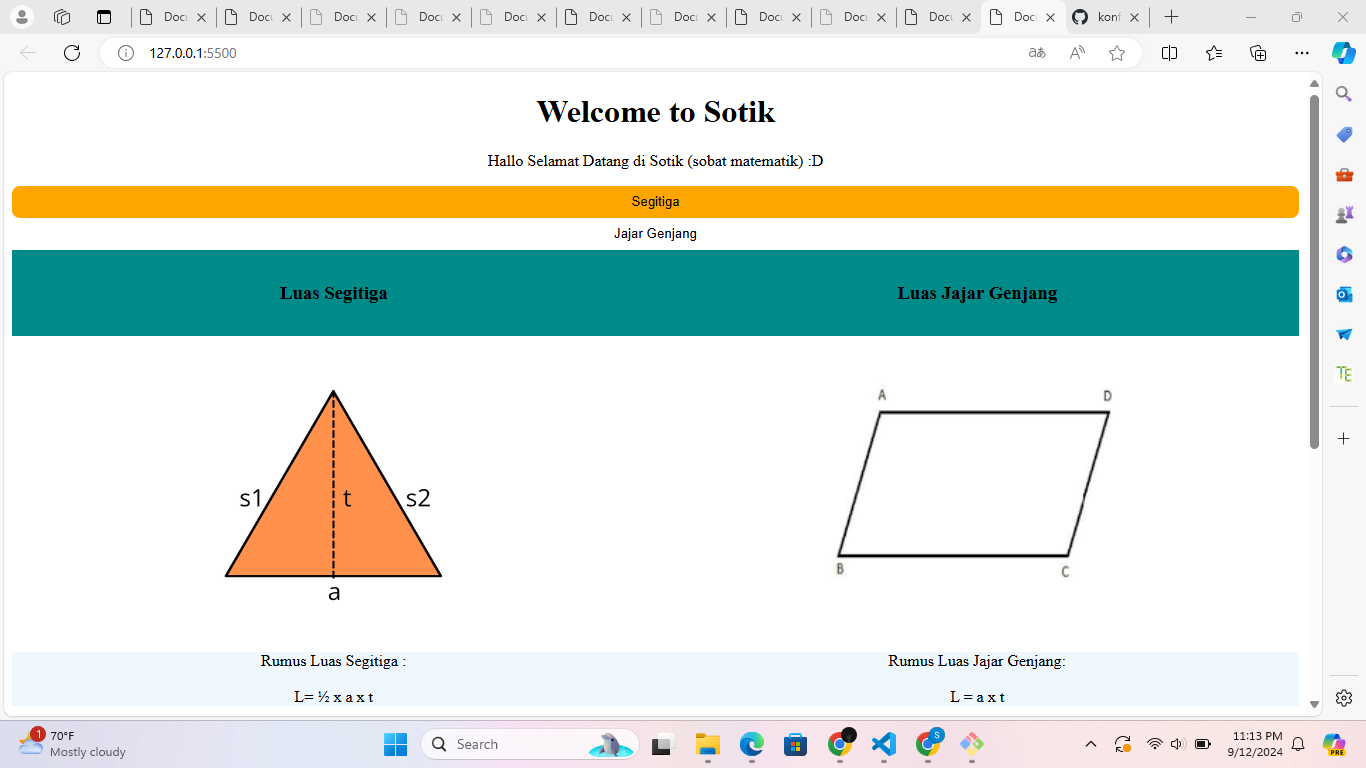 Docu Docu Docu Docu Docu Docu Docu Docu Docu Docu Docu konf
127.0.0.1:5500
Welcome to Sotik
Hallo Selamat Datang di Sotik (sobat matematik) :D
Segitiga
Jajar Genjang
Luas Segitiga Luas Jajar Genjang
A D
s1 t s2
B C
a
Rumus Luas Segitiga : Rumus Luas Jajar Genjang:
L= ½ x a x t L = a x t
1 70°F
Mostly cloudy
Search
S
11:13 PM
9/12/2024
PRE